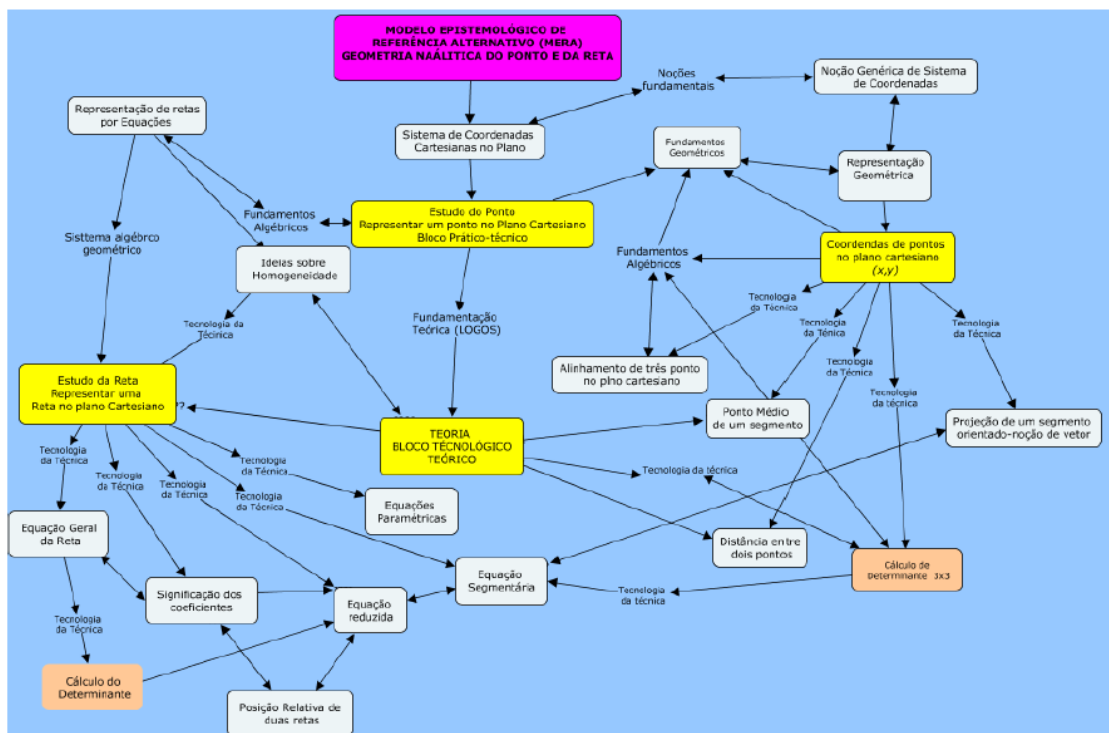 MODELO EPISTEMOLÓGICO DE
REFERÊNCIA ALTERNATIVO (MERA)
GEOMETRIA NAÁLITICA DO PONTO E DA RETA
Noções
fundamentais
Noção Genérica de Sistema
de Coordenadas
Representação de retas
por Equações
Sistema de Coordenadas
Cartesianas no Plano
Fundamentos
Geométricos
Representação
Geométrica
Fundamentos
Algébricos
Estudo do Ponto
Representar um ponto no Plano Cartesiano
Bloco Prático-técnico
Sisttema algébrco
geométrico
Ideias sobre
Homogeneidade
Fundamentos
Algébricos
Coordendas de pontos
no plano cartesiano
(x,y)
Tecnologia da
Técinica
Fundamentação
Teórica (LOGOS)
Tecnologia
da Técnica
Tecnologia
da Ténica
Tecnologia da
Técnica
Tecnologia
da Técnica
Tecnologia
da técnica
Alinhamento de três ponto
no plno cartesiano
Estudo da Reta
Representar uma
Reta no plano Cartesiano
??
TEORIA
BLOCO TÉCNOLÓGICO
TEÓRICO
Ponto Médio
de um segmento
Projeção de um segmento
orientado-noção de vetor
Tecnologia
da Técnica
Tecnologia
da Técnica
Tecnologia
da Técnica
Tecnologia
da Técnica
Tecnologia
da Técnica
Tecnologia da técnica
Equações
Paramétricas
Equação Geral
da Reta
Distância entre
dois pontos
Cálculo de
Determinante 3x3
Equação
Segmentária
Significação dos
coeficientes
Equação
reduzida
Tecnologia
da técnica
Tecnologia
da Técnica
Cálculo do
Determinante
Posição Relativa de
duas retas